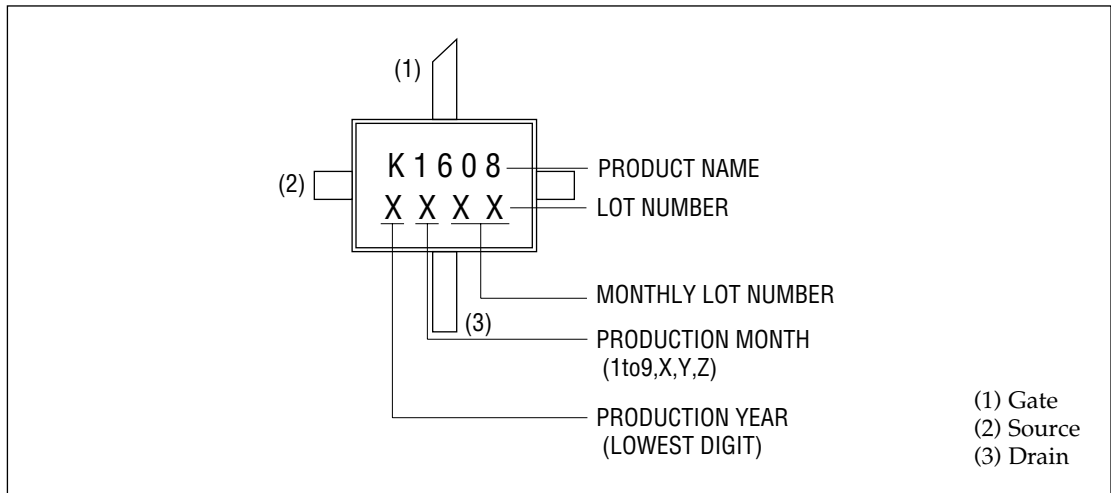 (1)
K1608
PRODUCT NAME
(2)
X X X X
LOT NUMBER
MONTHLY LOT NUMBER
(3)
PRODUCTION MONTH
(1to9,X,Y,Z)
PRODUCTION YEAR
(LOWEST DIGIT)
(1) Gate
(2) Source
(3) Drain